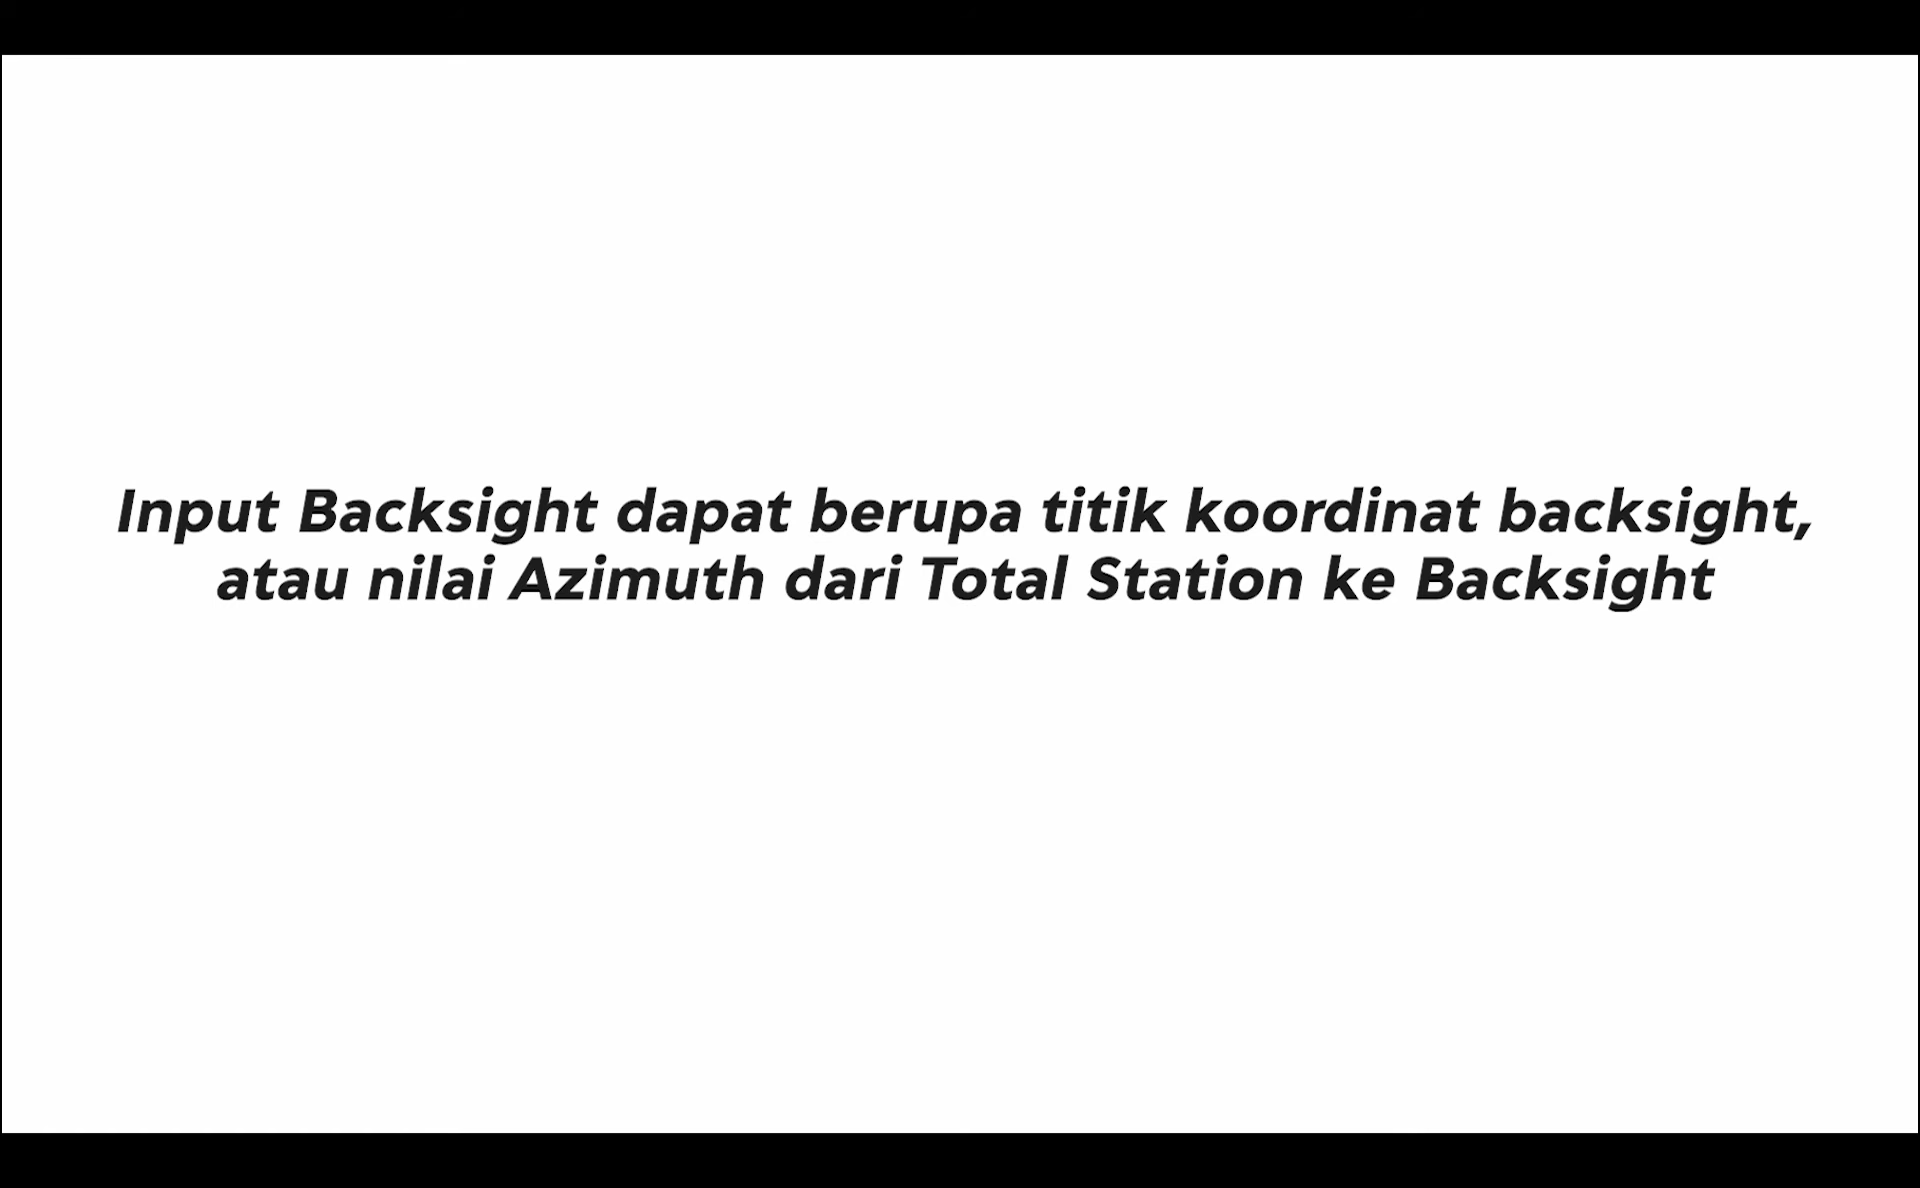 Input Backsight dapat berupa titik koordinat backsight,
atau nilai Azimuth dari Total Station ke Backsight